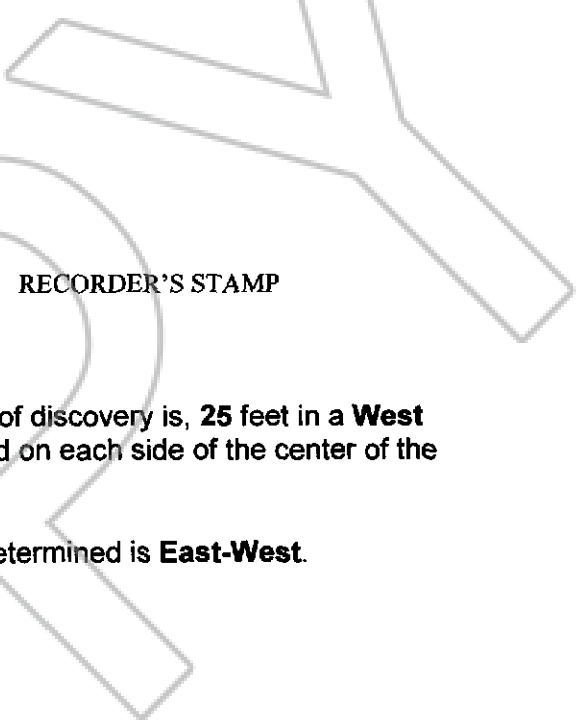 RECORDER'S STAMP
of discovery is, 25 feet in a West
on each side of the center of the
is East-West.